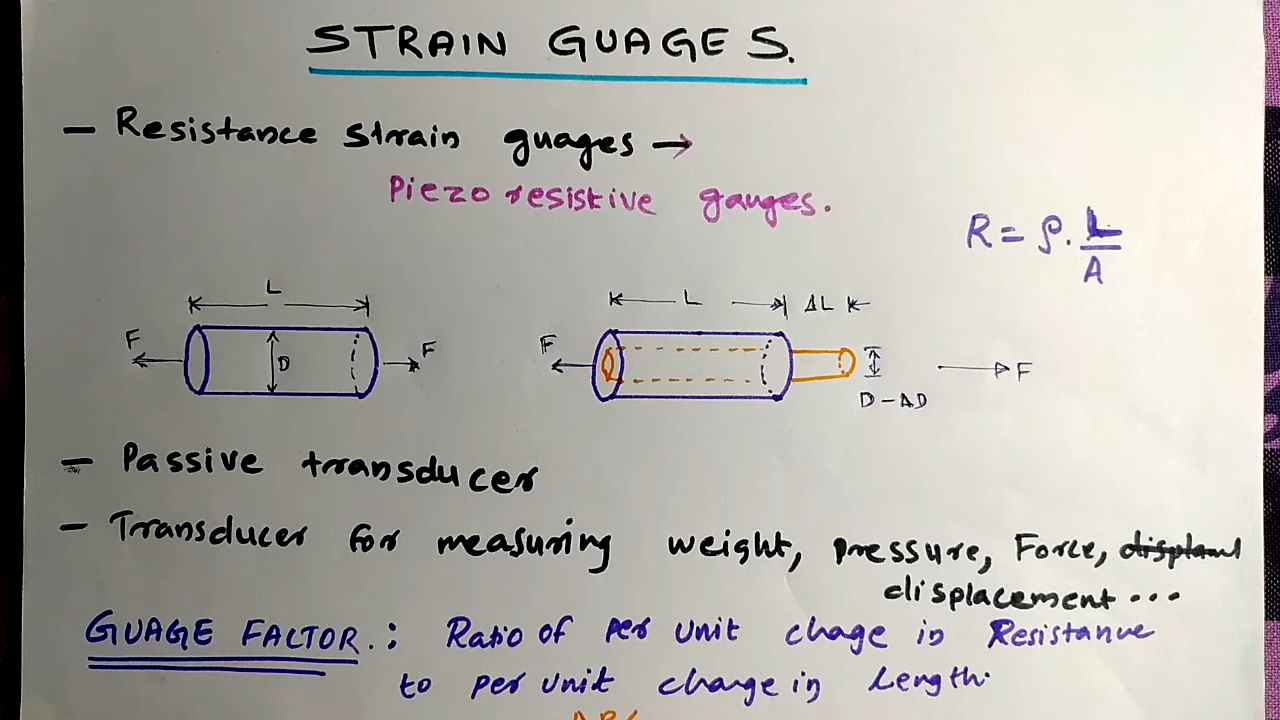 STRAIN GUAGES.
- Resistance strain guages →
Piezo resistive gauges.
R = ρ. L/A
L
F
D
F
L
ΔL
F
D-ΔD
F
- Passive transducer
- Transducer for measuring weight, pressure, Force,
displacement...
GUAGE FACTOR.: Ratio of per unit chage in Resistance
to per unit change in Length.